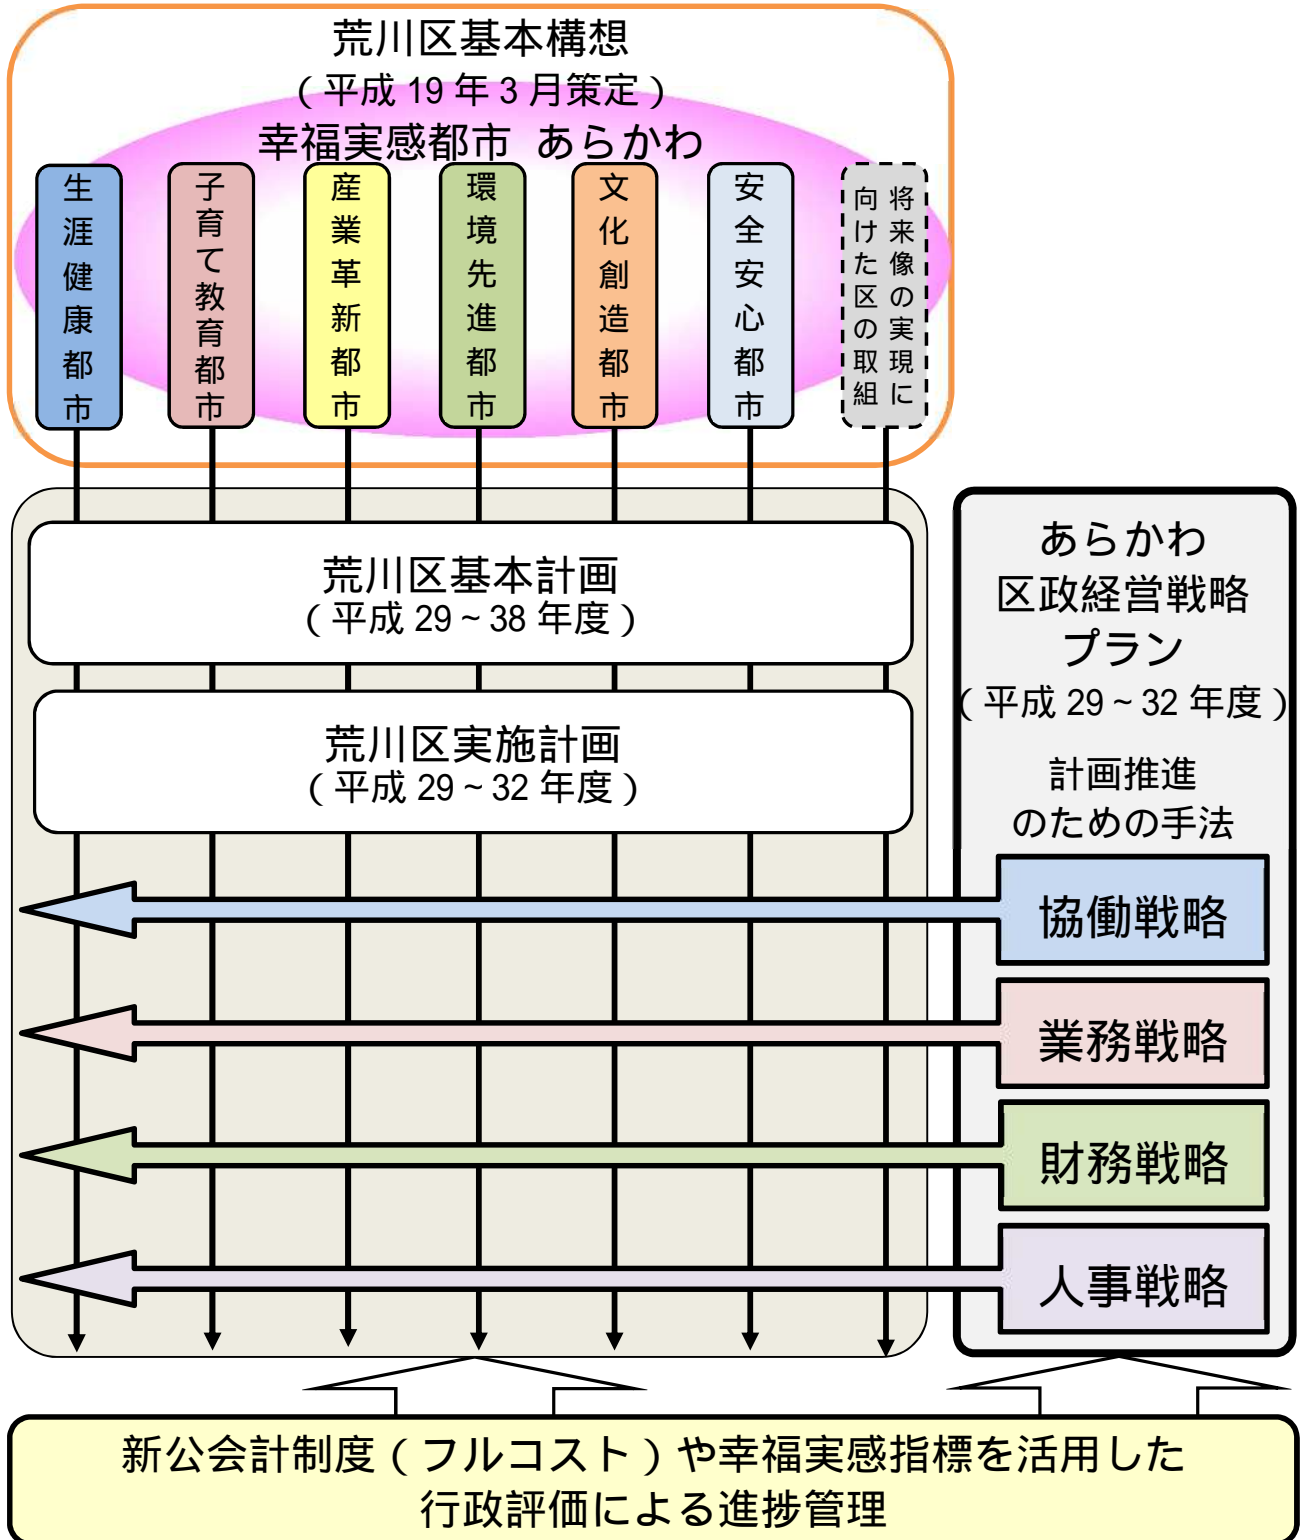 荒川区基本構想
（平成 19 年 3 月策定）
幸福実感都市 あらかわ
生涯健康都市
子育て教育都市
産業革新都市
環境先進都市
文化創造都市
安全安心都市
将来像の実現に
向けた区の取組
荒川区基本計画
（平成 29～38 年度）
荒川区実施計画
（平成 29～32 年度）
あらかわ
区政経営戦略
プラン
（平成 29～32 年度）
計画推進
のための手法
協働戦略
業務戦略
財務戦略
人事戦略
新公会計制度（フルコスト）や幸福実感指標を活用した
行政評価による進捗管理